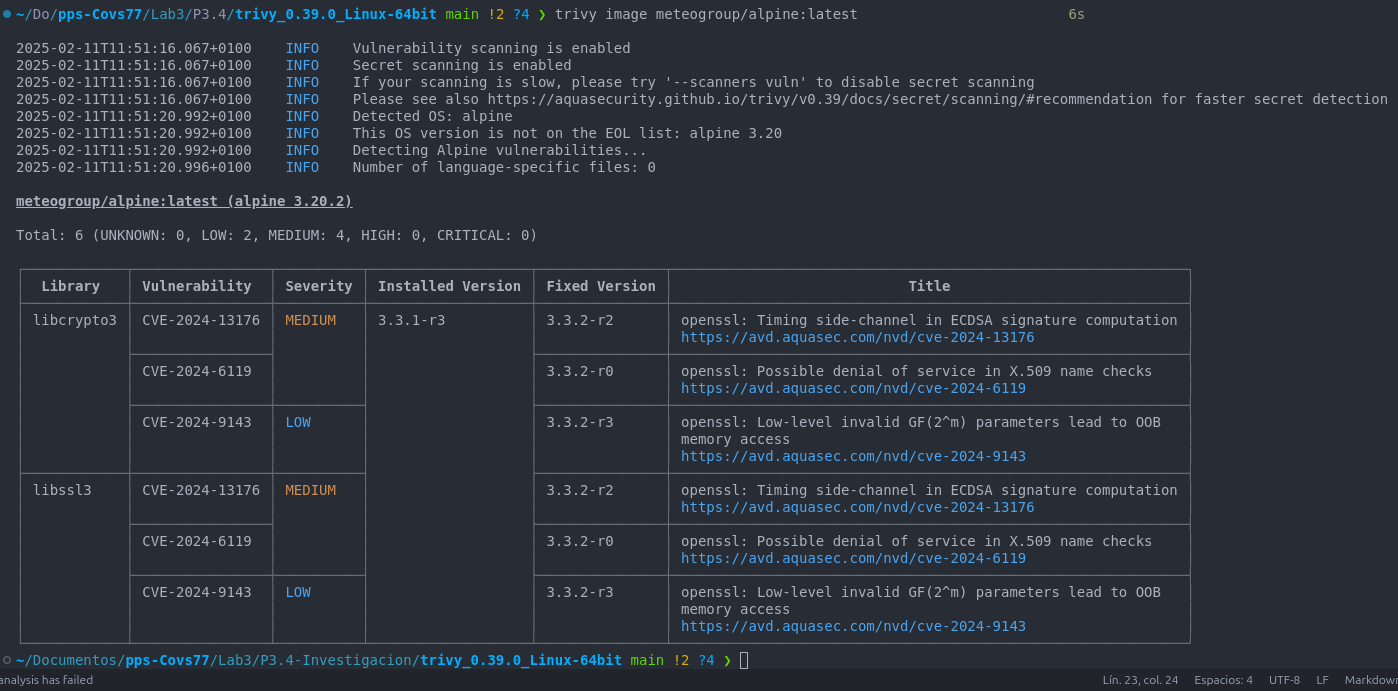 ~/Do/pps-Covs77/Lab3/P3.4/trivy_0.39.0_Linux-64bit main !2 ?4 ❯ trivy image meteogroup/alpine:latest 6s
2025-02-11T11:51:16.067+0100 INFO Vulnerability scanning is enabled
2025-02-11T11:51:16.067+0100 INFO Secret scanning is enabled
2025-02-11T11:51:16.067+0100 INFO If your scanning is slow, please try '--scanners vuln' to disable secret scanning
2025-02-11T11:51:16.067+0100 INFO Please see also https://aquasecurity.github.io/trivy/v0.39/docs/secret/scanning/#recommendation for faster secret detection
2025-02-11T11:51:20.992+0100 INFO Detected OS: alpine
2025-02-11T11:51:20.992+0100 INFO This OS version is not on the EOL list: alpine 3.20
2025-02-11T11:51:20.992+0100 INFO Detecting Alpine vulnerabilities...
2025-02-11T11:51:20.996+0100 INFO Number of language-specific files: 0
meteogroup/alpine:latest (alpine 3.20.2)
Total: 6 (UNKNOWN: 0, LOW: 2, MEDIUM: 4, HIGH: 0, CRITICAL: 0)
Library Vulnerability Severity Installed Version Fixed Version Title
libcrypto3 CVE-2024-13176 MEDIUM 3.3.1-r3 3.3.2-r2 openssl: Timing side-channel in ECDSA signature computation
https://avd.aquasec.com/nvd/cve-2024-13176
CVE-2024-6119 3.3.2-r0 openssl: Possible denial of service in X.509 name checks
https://avd.aquasec.com/nvd/cve-2024-6119
CVE-2024-9143 LOW 3.3.2-r3 openssl: Low-level invalid GF(2^m) parameters lead to OOB
memory access
https://avd.aquasec.com/nvd/cve-2024-9143
libssl3 CVE-2024-13176 MEDIUM 3.3.2-r2 openssl: Timing side-channel in ECDSA signature computation
https://avd.aquasec.com/nvd/cve-2024-13176
CVE-2024-6119 3.3.2-r0 openssl: Possible denial of service in X.509 name checks
https://avd.aquasec.com/nvd/cve-2024-6119
CVE-2024-9143 LOW 3.3.2-r3 openssl: Low-level invalid GF(2^m) parameters lead to OOB
memory access
https://avd.aquasec.com/nvd/cve-2024-9143
~/Documentos/pps-Covs77/Lab3/P3.4-Investigacion/trivy_0.39.0_Linux-64bit main !2 ?4 ❯
analysis has failed Lín. 23, col. 24 Espacios: 4 UTF-8 LF Markdown